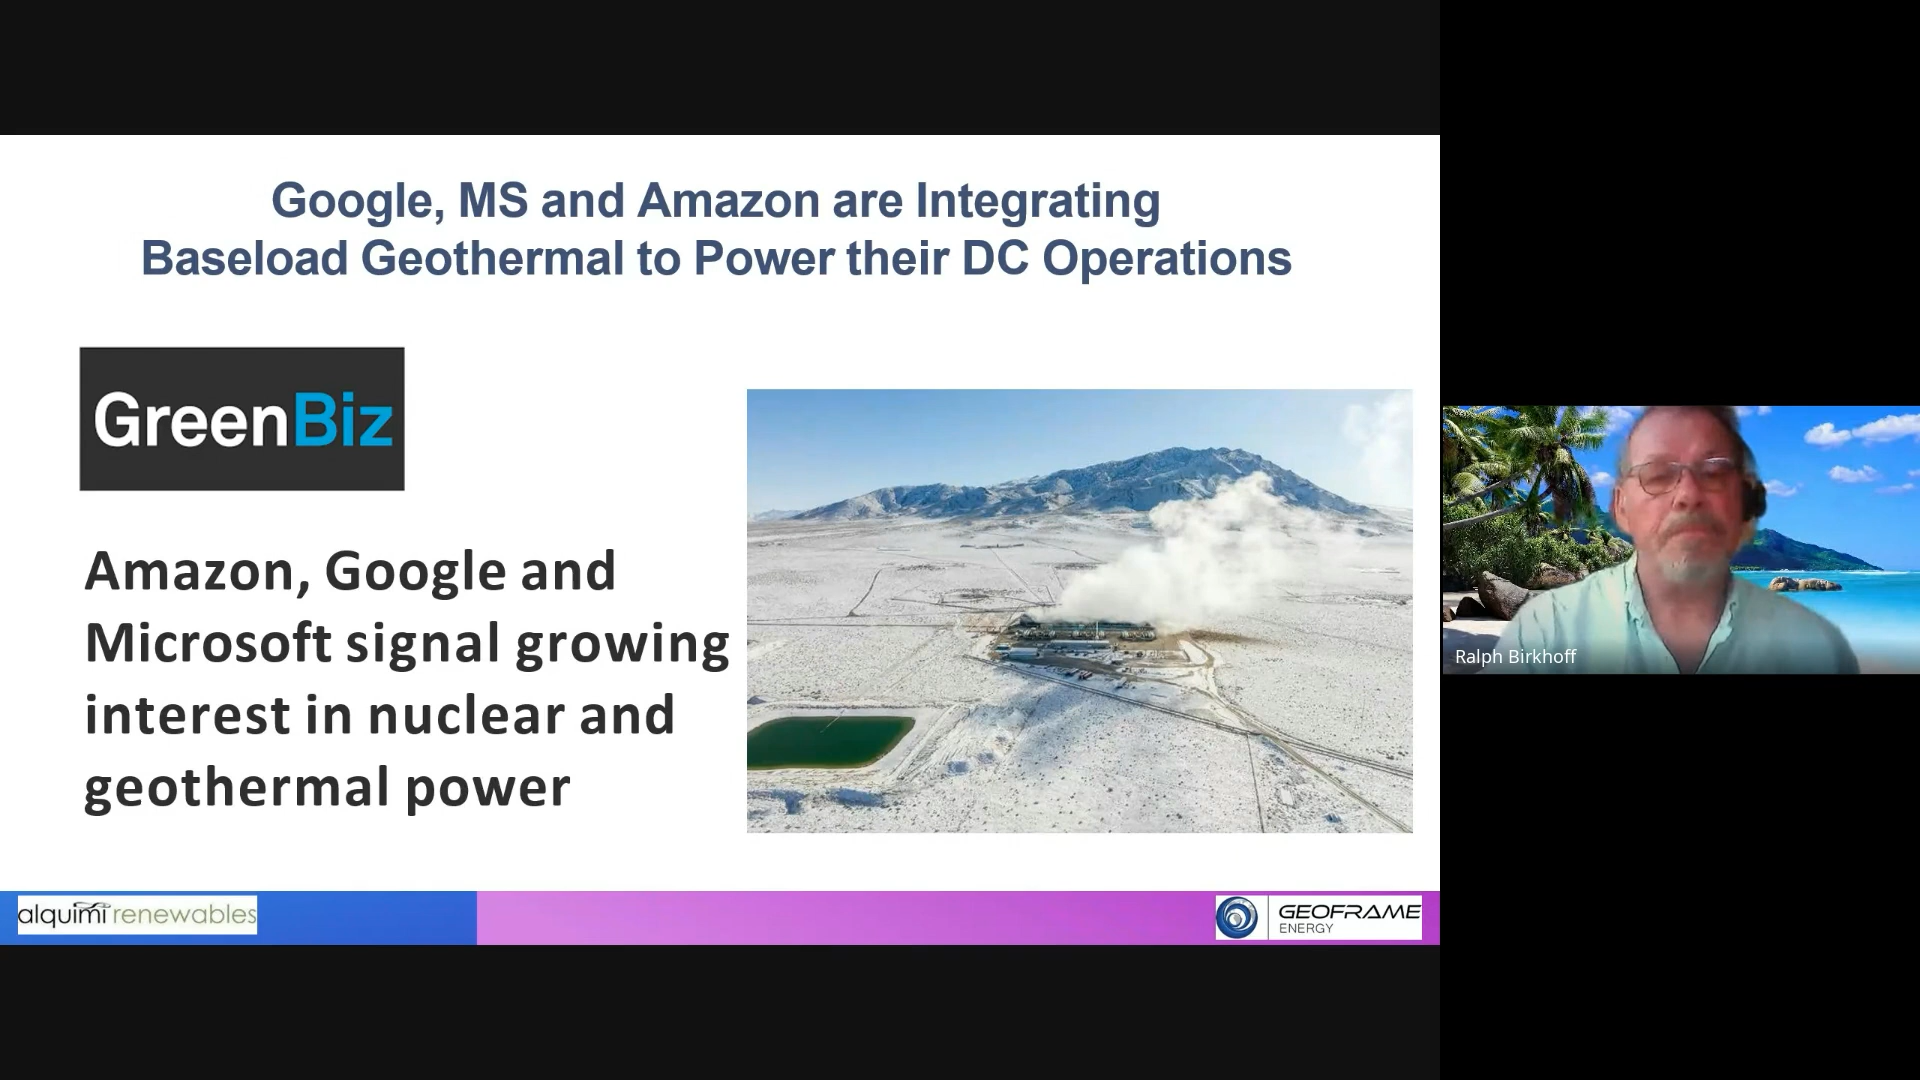 Google, MS and Amazon are Integrating
Baseload Geothermal to Power their DC Operations
GreenBiz
Amazon, Google and
Microsoft signal growing
interest in nuclear and
geothermal power
alquimi renewables
GEOFRAME
ENERGY
Ralph Birkhoff